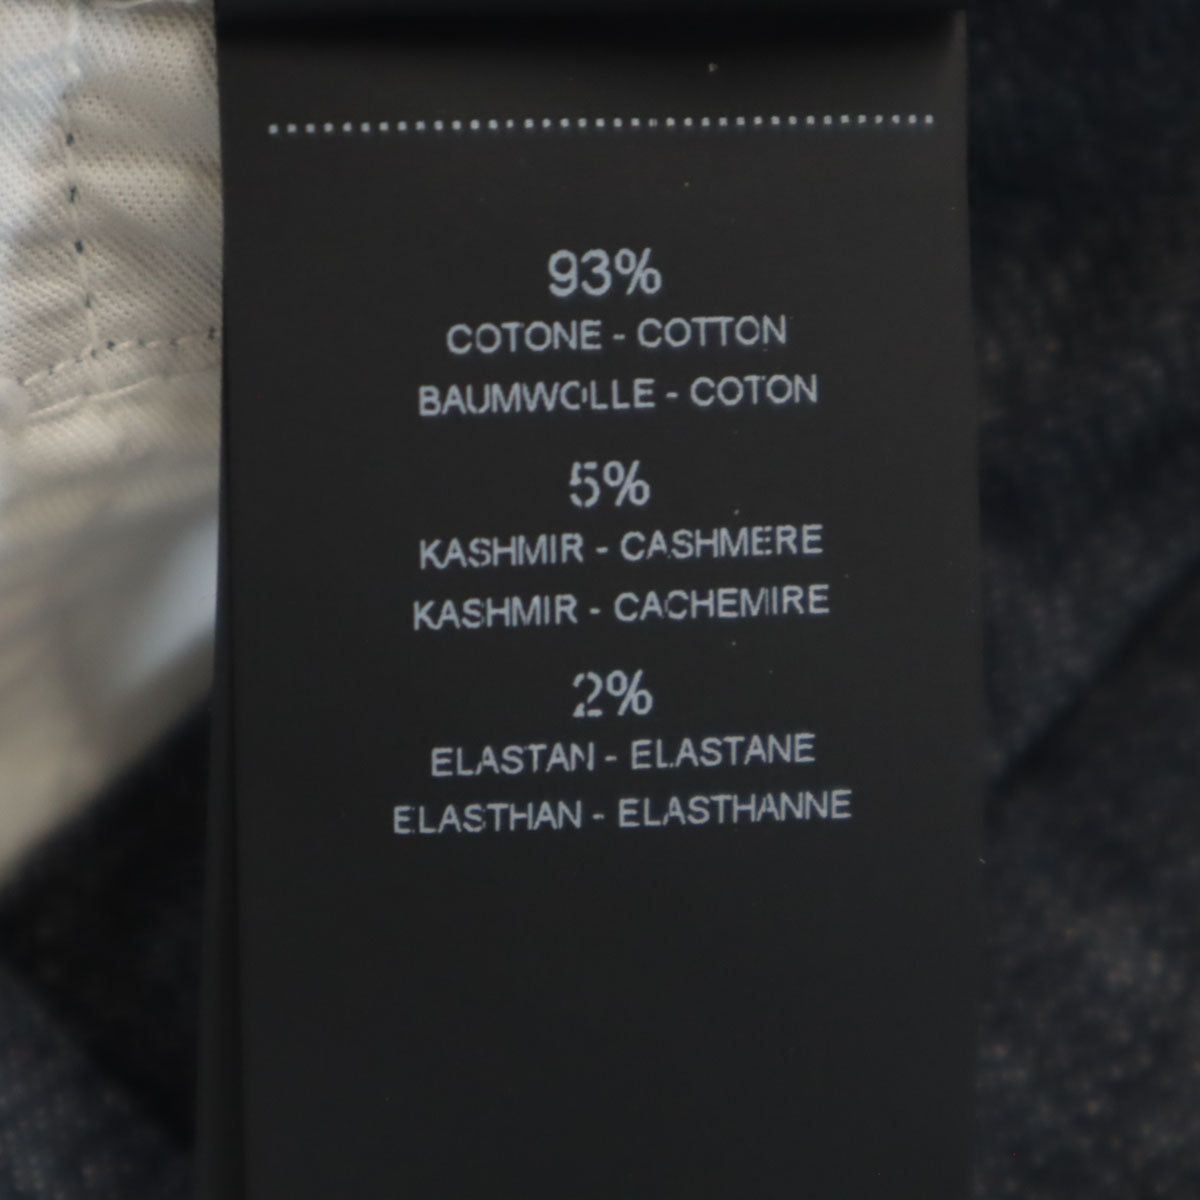 93%
COTONE - COTTON
BAUMWOLLE - COTON
5%
KASHMIR - CASHMERE
KASHMIR - CACHEMIRE
2%
ELASTAN - ELASTANE
ELASTHAN - ELASTHANNE